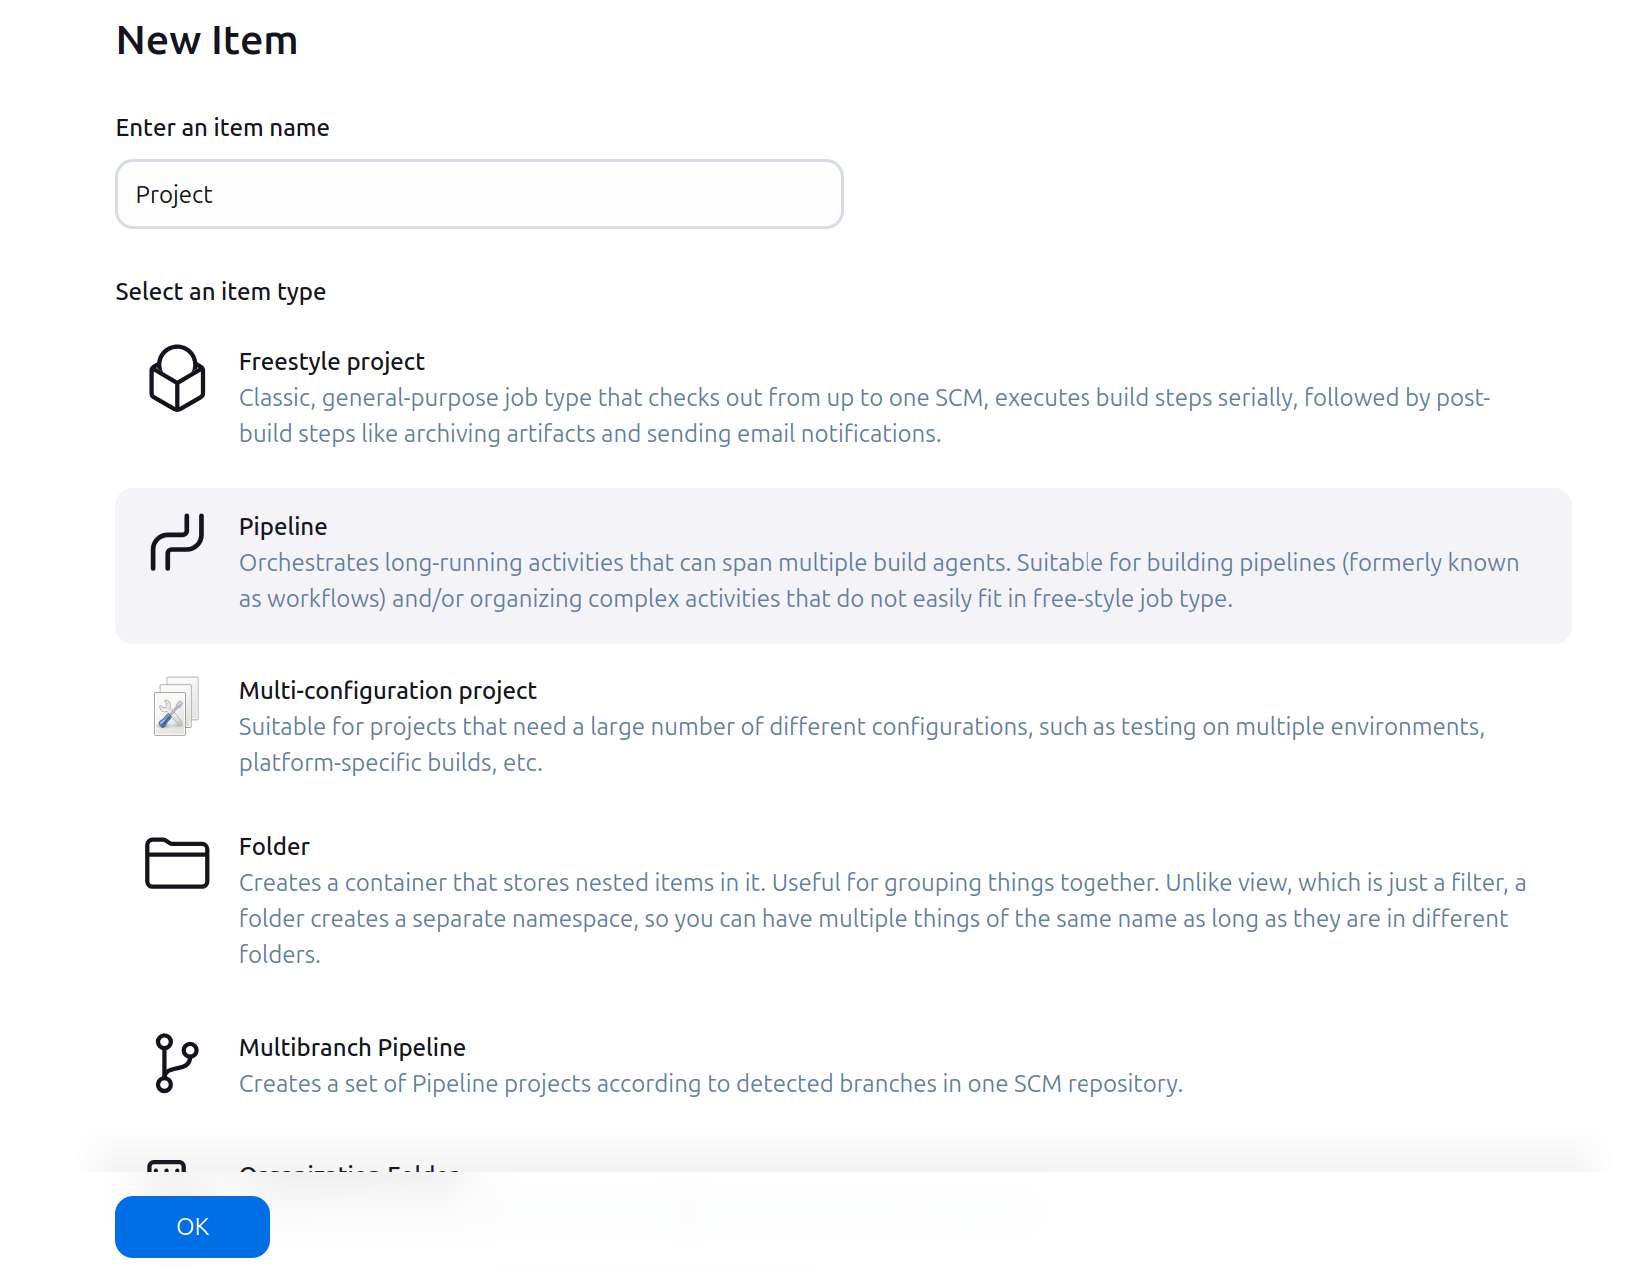 New Item
Enter an item name
Project
Select an item type
Freestyle project
Classic, general-purpose job type that checks out from up to one SCM, executes build steps serially, followed by post-
build steps like archiving artifacts and sending email notifications.
Pipeline
Orchestrates long-running activities that can span multiple build agents. Suitable for building pipelines (formerly known
as workflows) and/or organizing complex activities that do not easily fit in free-style job type.
Multi-configuration project
Suitable for projects that need a large number of different configurations, such as testing on multiple environments,
platform-specific builds, etc.
Folder
Creates a container that stores nested items in it. Useful for grouping things together. Unlike view, which is just a filter, a
folder creates a separate namespace, so you can have multiple things of the same name as long as they are in different
folders.
Multibranch Pipeline
Creates a set of Pipeline projects according to detected branches in one SCM repository.
Organization Folder
OK